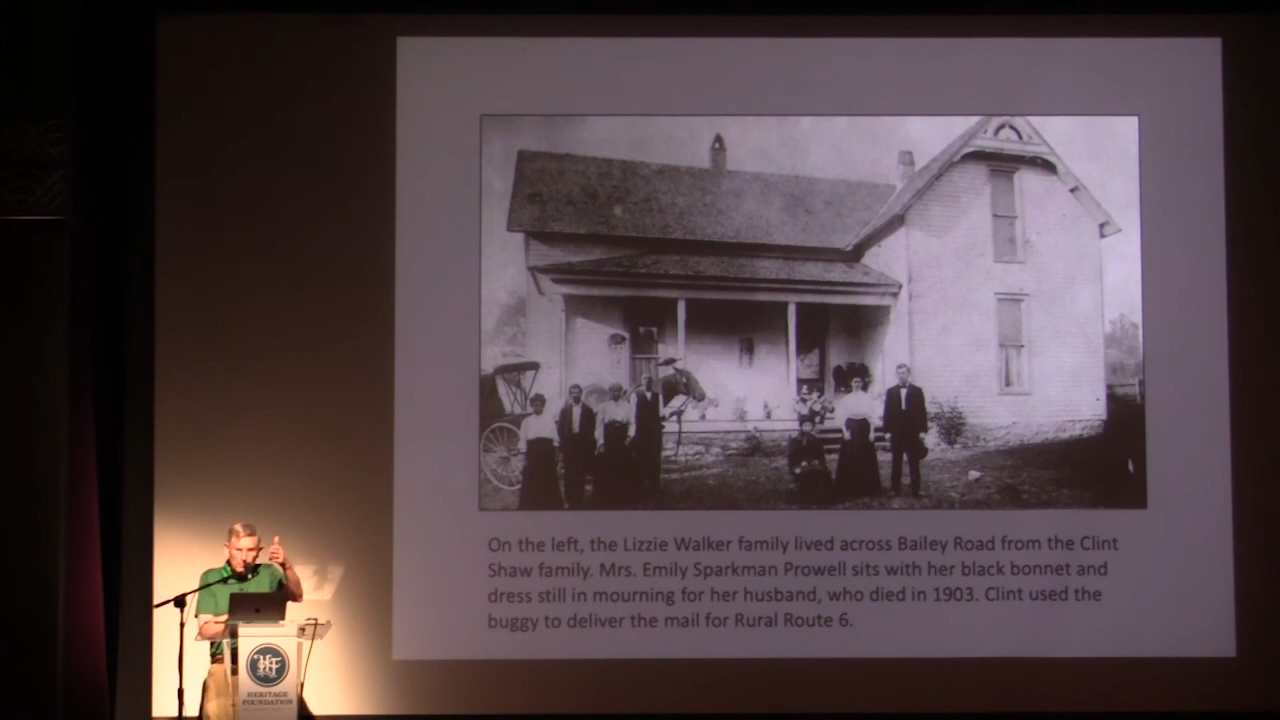 On the left, the Lizzie Walker family lived across Bailey Road from the Clint
Shaw family. Mrs. Emily Sparkman Prowell sits with her black bonnet and
dress still in mourning for her husband, who died in 1903. Clint used the
buggy to deliver the mail for Rural Route 6.
HF
HERITAGE
FOUNDATION